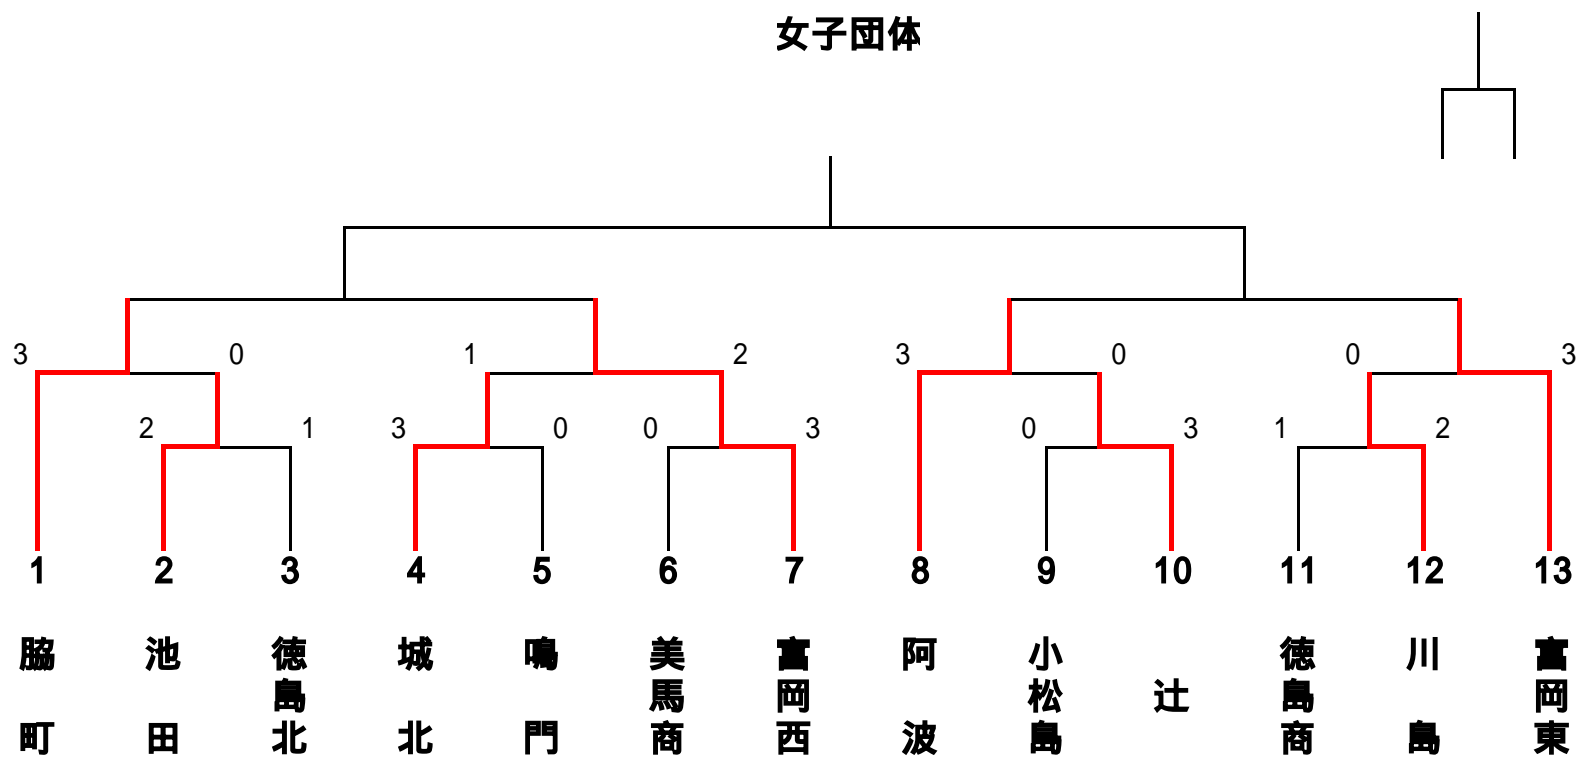 女子団体
3 0 1 2 3 0 0 3
2 1 3 0 0 3 0 3 1 2
1 2 3 4 5 6 7 8 9 10 11 12 13
脇町
池田
徳島北
城北
鳴門
美馬商
富岡西
阿波
小松島
辻
徳島商
川島
富岡東